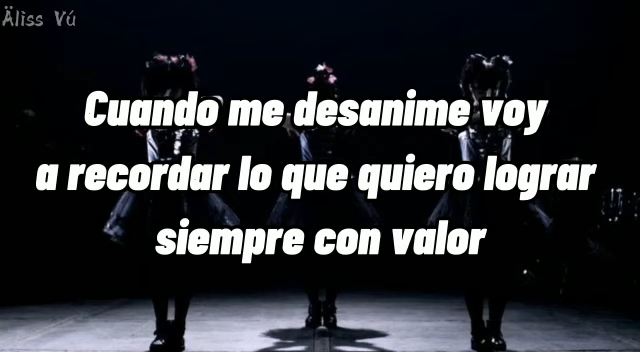 Äliss Vú
Cuando me desanime voy
a recordar lo que quiero lograr
siempre con valor